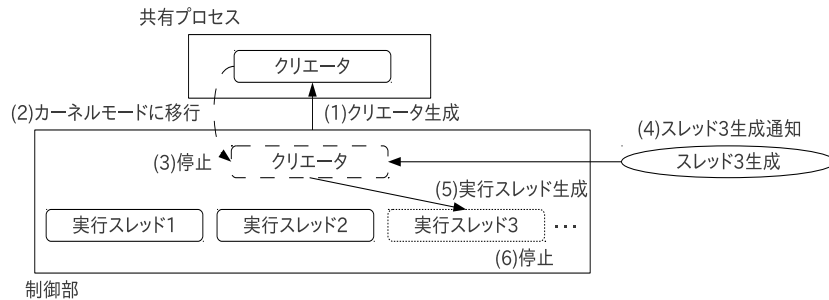 共有プロセス
クリエータ
(2)カーネルモードに移行
(1)クリエータ生成
(4)スレッド3生成通知
(3)停止
クリエータ
スレッド3生成
(5)実行スレッド生成
実行スレッド1
実行スレッド2
実行スレッド3
…
(6)停止
制御部